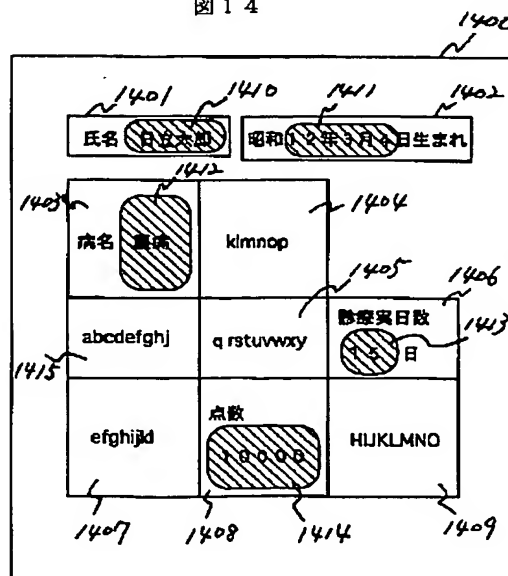 図14
1400
1401 1410 1411 1402
氏名 日立太郎 昭和12年3月4日生まれ
1412
1403 1404
病名 klmnop
1405 1406
abcdefghj qrstuvwxy 診療実日数
1413
15 日
1415
点数
efghijkl 10000 HIJKLMNO
1407 1408 1414 1409